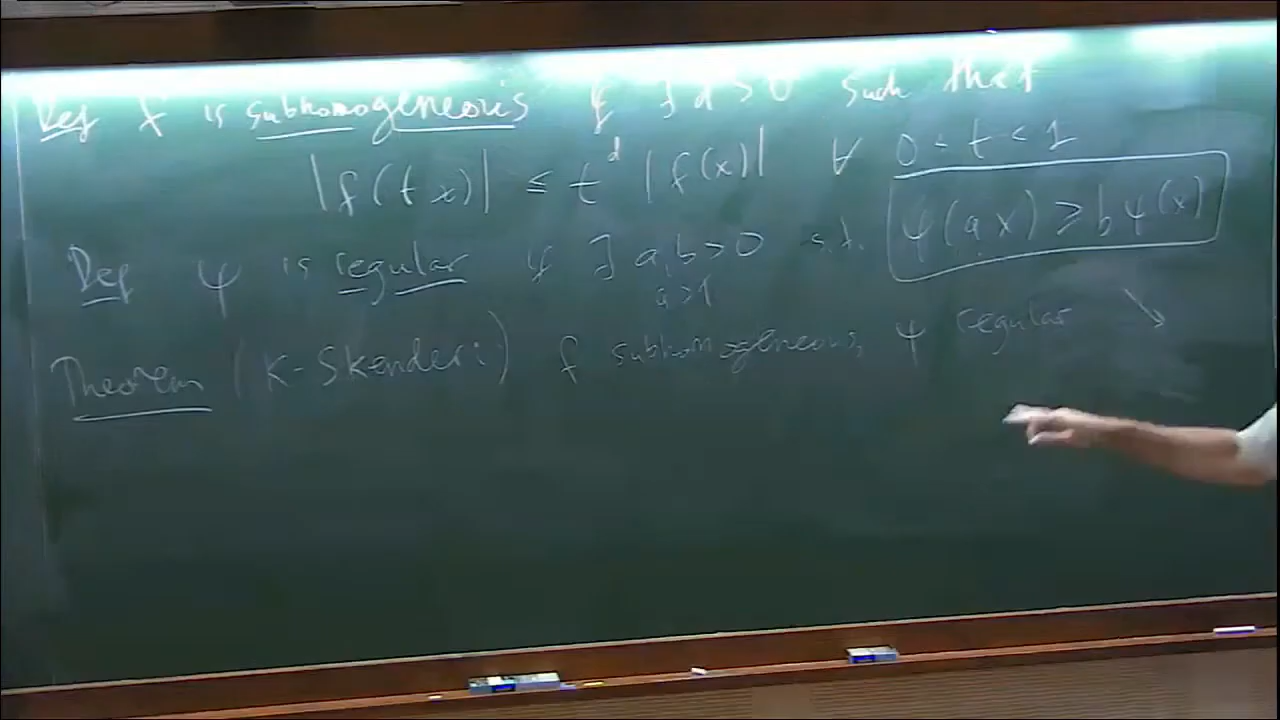 Def f is subhomogeneous if ∃ d > 0 such that
|f(tx)| ≤ t^d |f(x)| ∀ 0 < t < 1
Def ψ is regular if ∃ a, b > 0 s.t. ψ(ax) ≥ bψ(x)
a > 1
Theorem (K-Skenderi) f subhomogeneous, ψ regular ↘